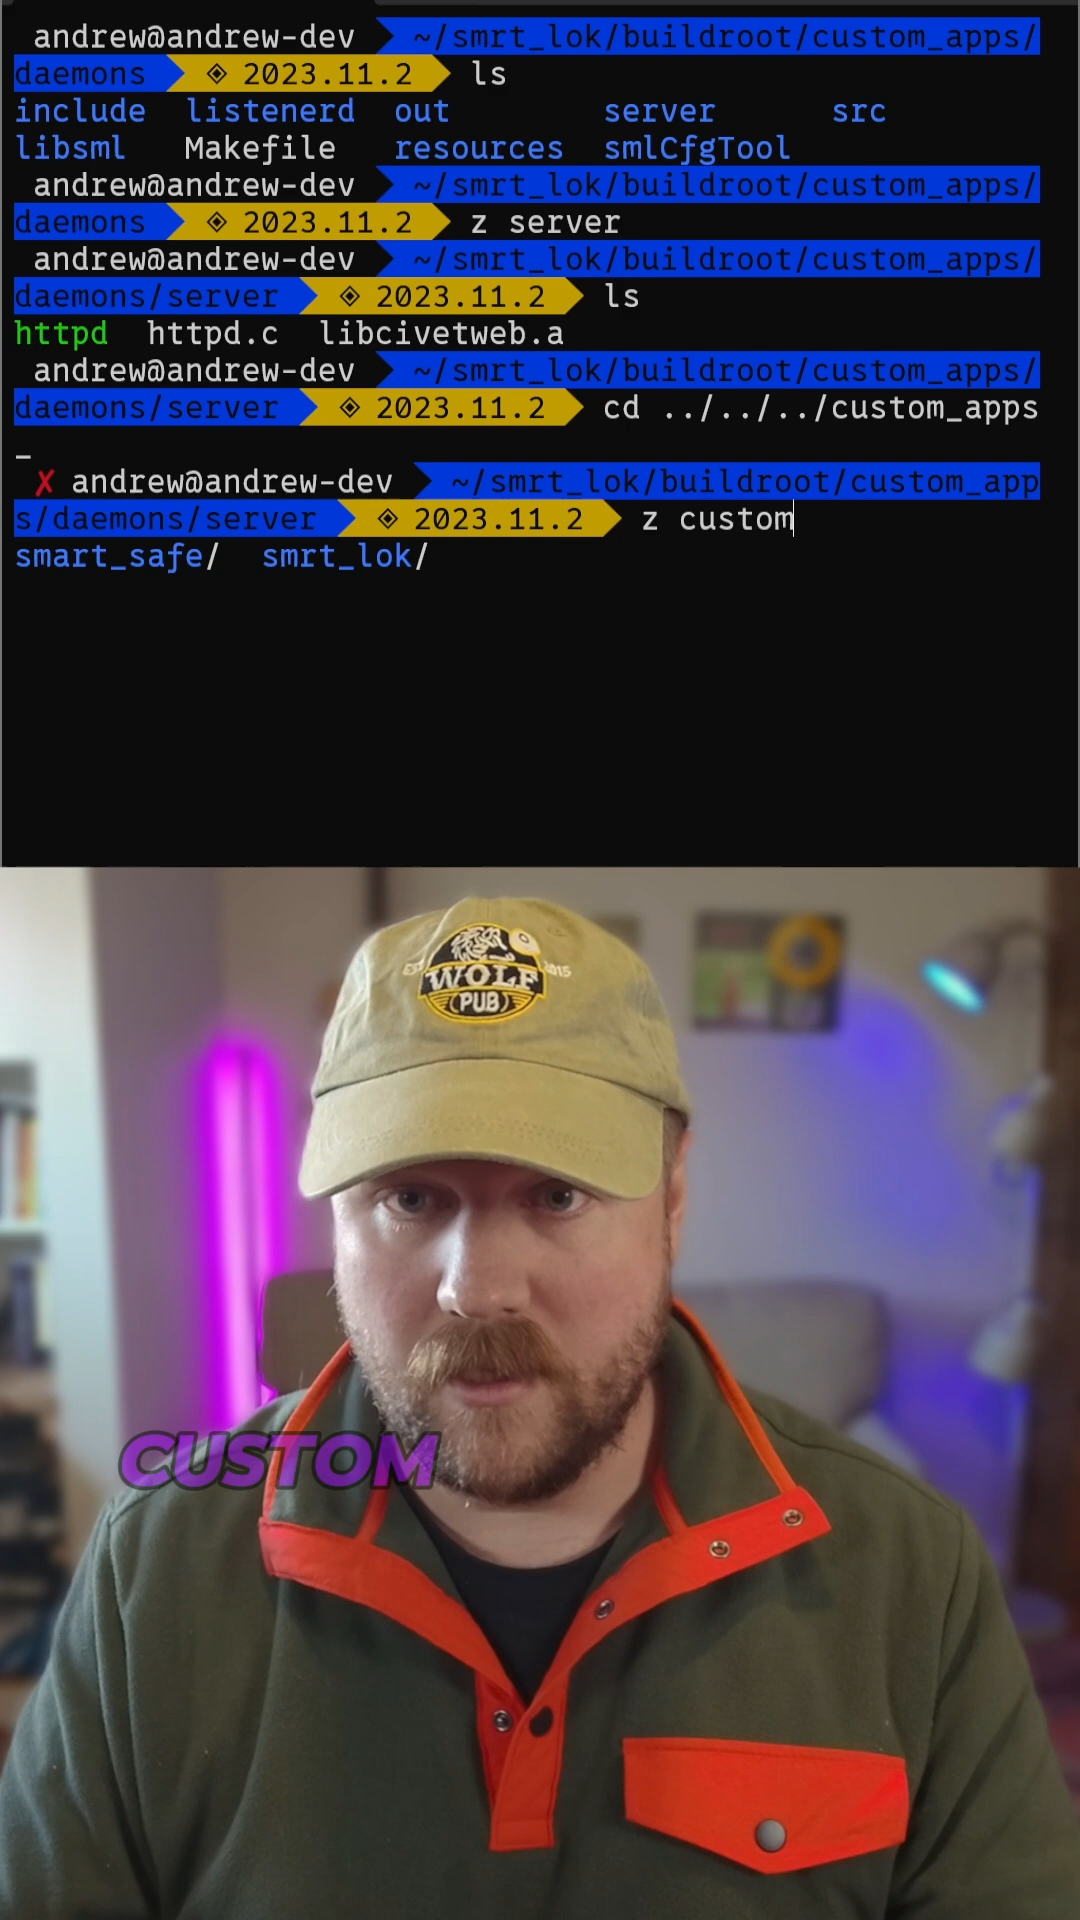 andrew@andrew-dev ~/smrt_lok/buildroot/custom_apps/
daemons ◈ 2023.11.2 ls
include listenerd out server src
libsml Makefile resources smlCfgTool
andrew@andrew-dev ~/smrt_lok/buildroot/custom_apps/
daemons ◈ 2023.11.2 z server
andrew@andrew-dev ~/smrt_lok/buildroot/custom_apps/
daemons/server ◈ 2023.11.2 ls
httpd httpd.c libcivetweb.a
andrew@andrew-dev ~/smrt_lok/buildroot/custom_apps/
daemons/server ◈ 2023.11.2 cd ../../../custom_apps
_
✗ andrew@andrew-dev ~/smrt_lok/buildroot/custom_app
s/daemons/server ◈ 2023.11.2 z custom
smart_safe/ smrt_lok/
EST 2015
WOLF
PUB
CUSTOM